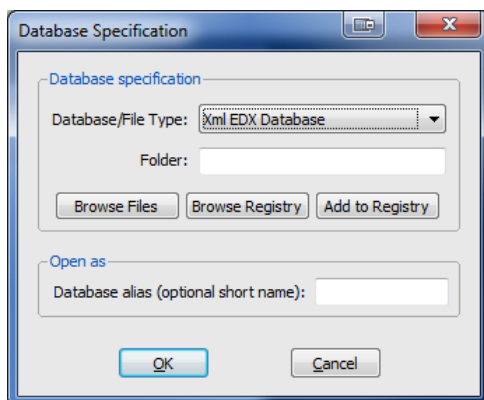 Database Specification
Database specification
Database/File Type: Xml EDX Database
Folder:
Browse Files Browse Registry Add to Registry
Open as
Database alias (optional short name):
OK Cancel